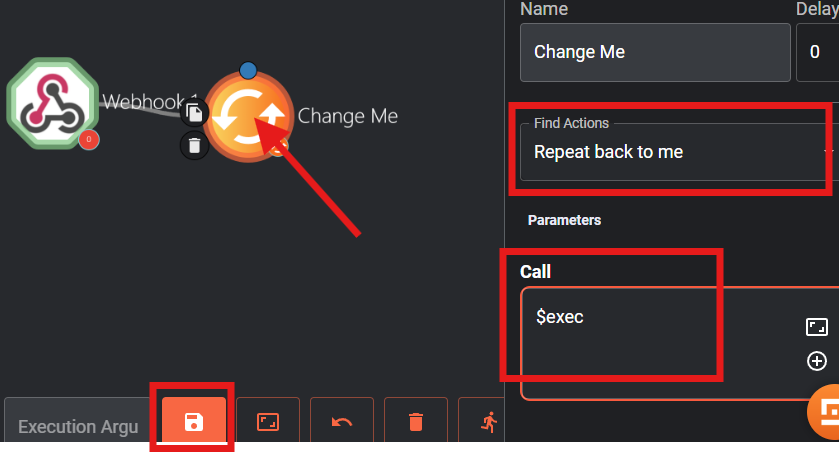 Name
Delay
Change Me
0
Webhook 1
0
Change Me
Find Actions
Repeat back to me
Parameters
Call
$exec
Execution Argu